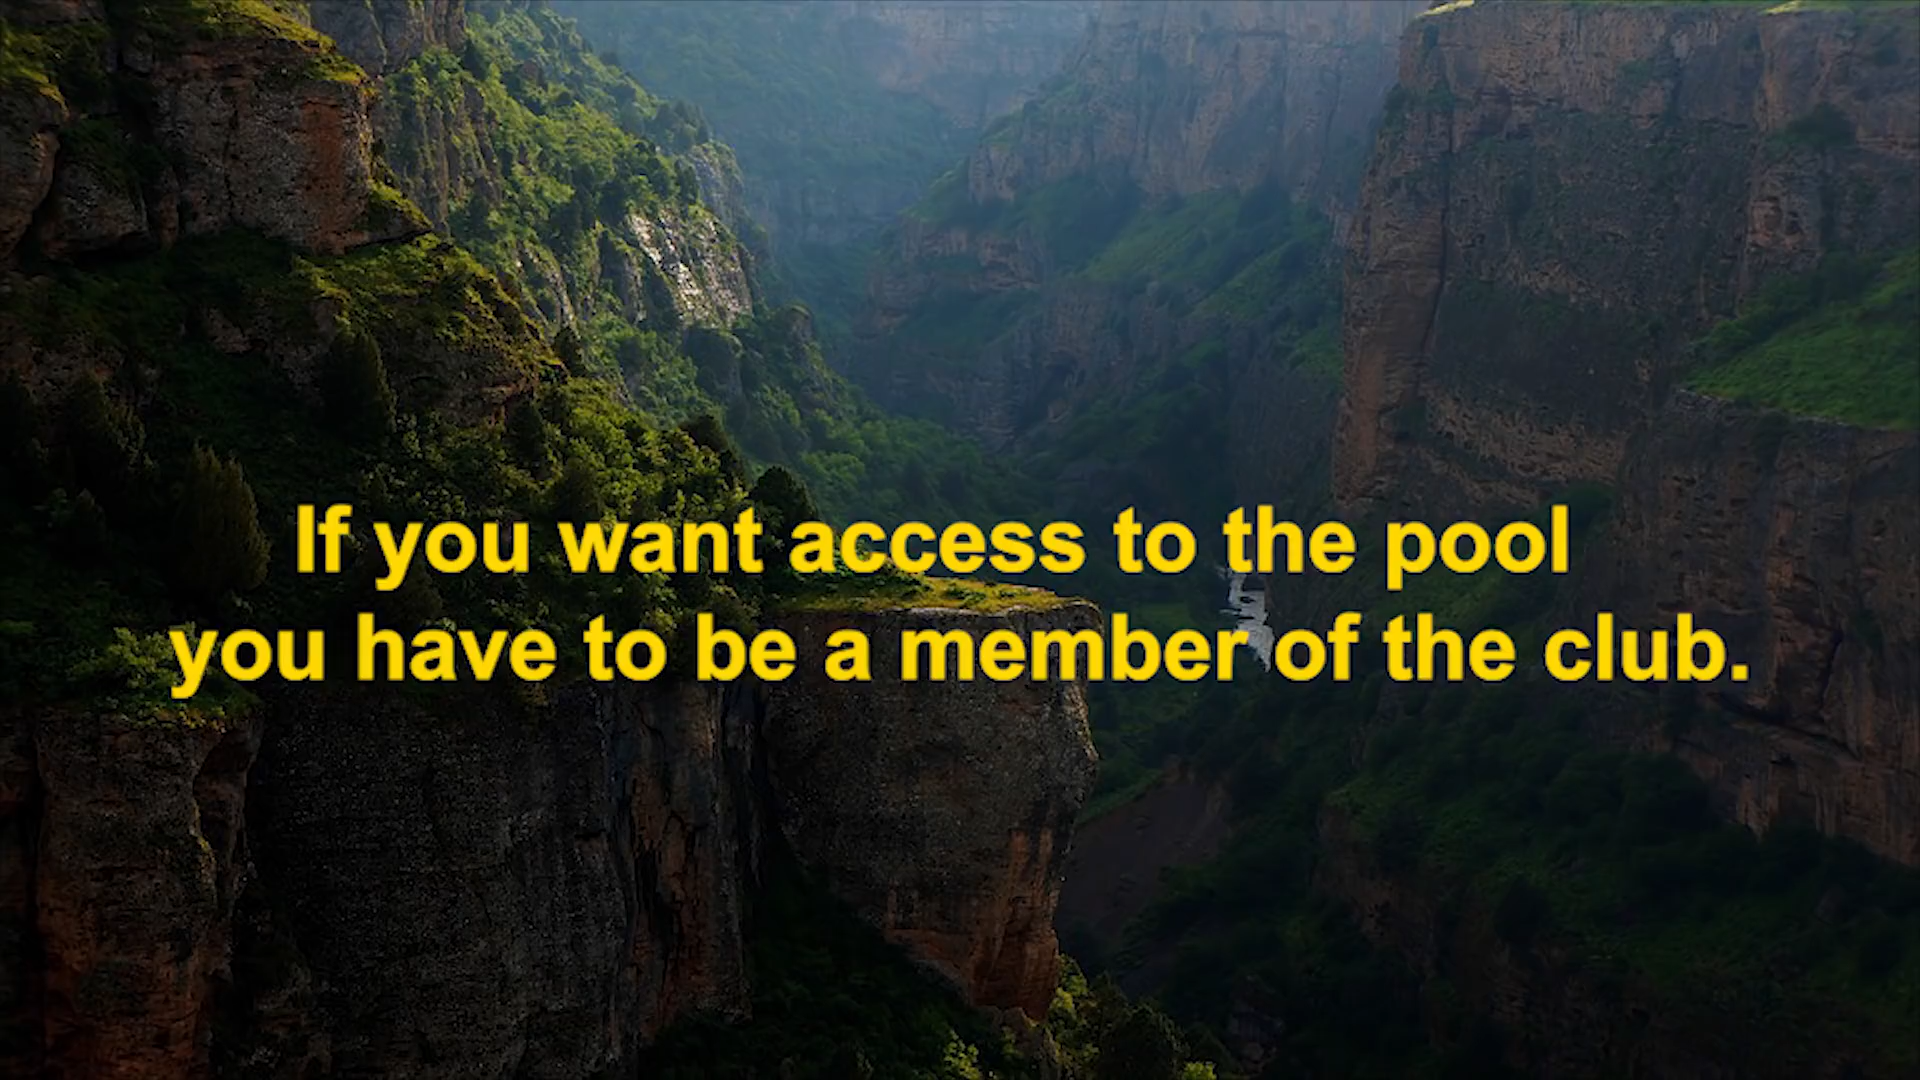 If you want access to the pool
you have to be a member of the club.